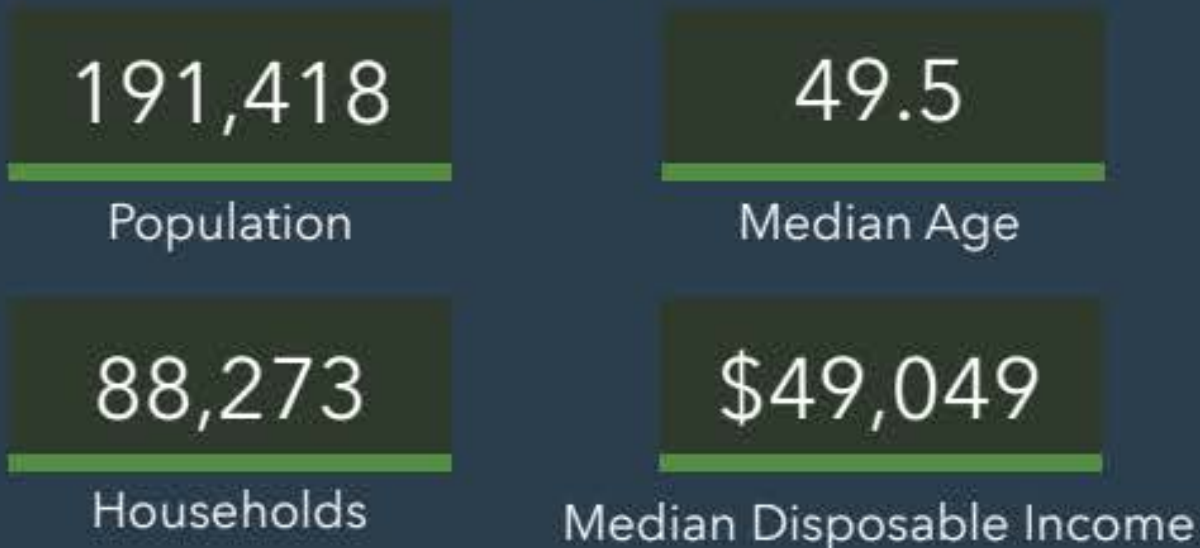 191,418
Population
49.5
Median Age
88,273
Households
$49,049
Median Disposable Income